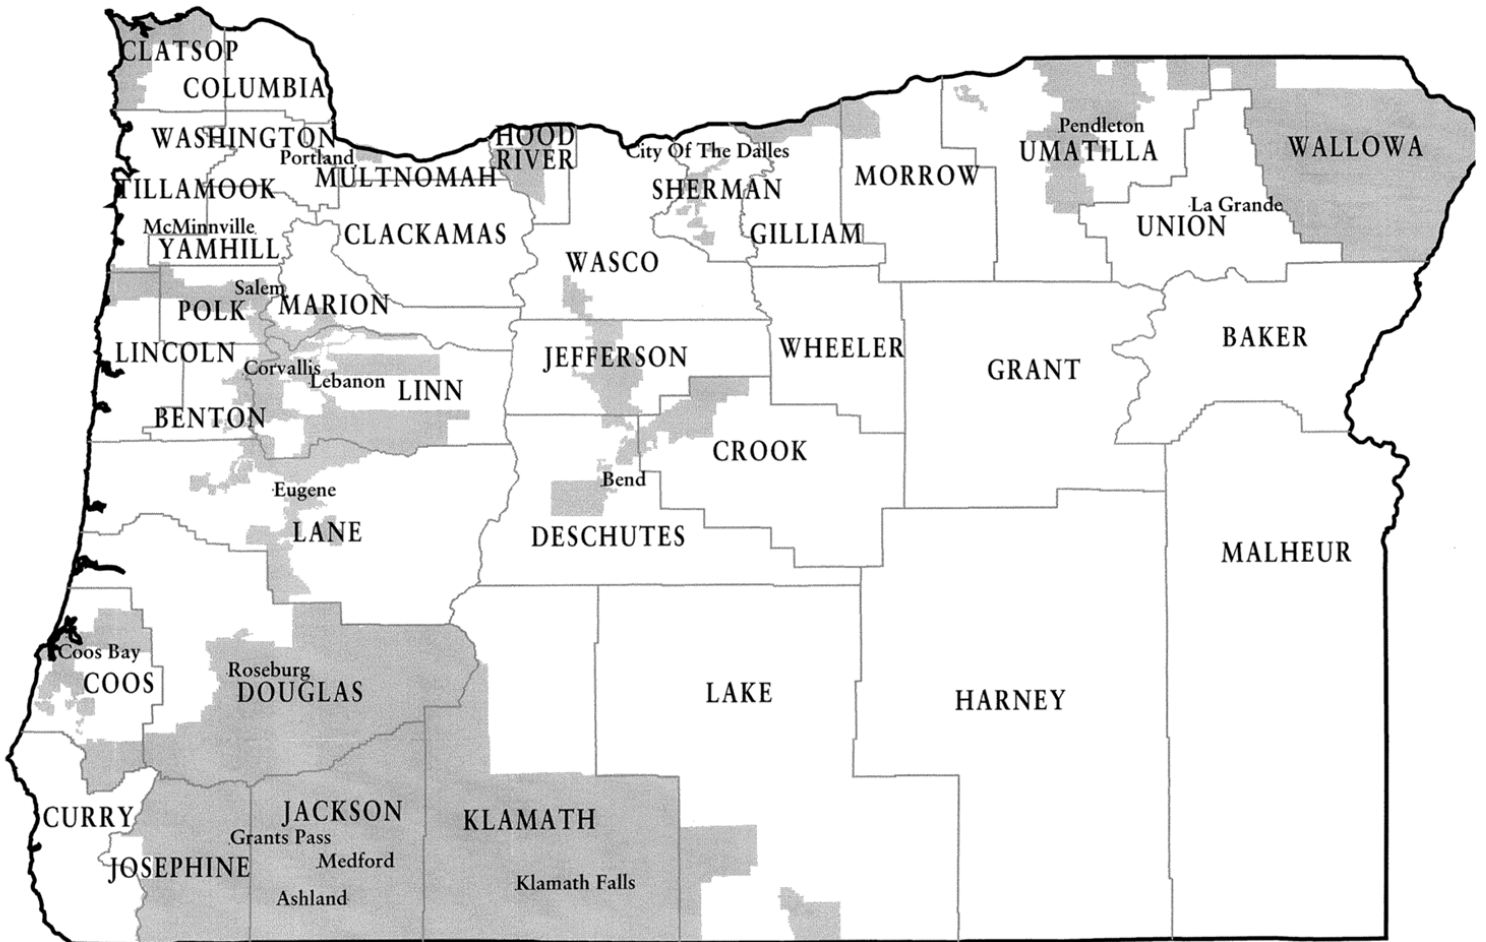 CLATSOP
COLUMBIA
WASHINGTON
HOOD
RIVER
Portland
MULTNOMAH
City Of The Dalles
Pendleton
UMATILLA
WALLOWA
TILLAMOOK
SHERMAN
MORROW
La Grande
UNION
McMinnville
YAMHILL
CLACKAMAS
GILLIAM
WASCO
Salem
POLK
MARION
LINCOLN
JEFFERSON
WHEELER
BAKER
Corvallis
Lebanon
LINN
GRANT
BENTON
CROOK
Bend
Eugene
LANE
DESCHUTES
MALHEUR
Coos Bay
COOS
Roseburg
DOUGLAS
LAKE
HARNEY
CURRY
JACKSON
Grants Pass
KLAMATH
JOSEPHINE
Medford
Klamath Falls
Ashland